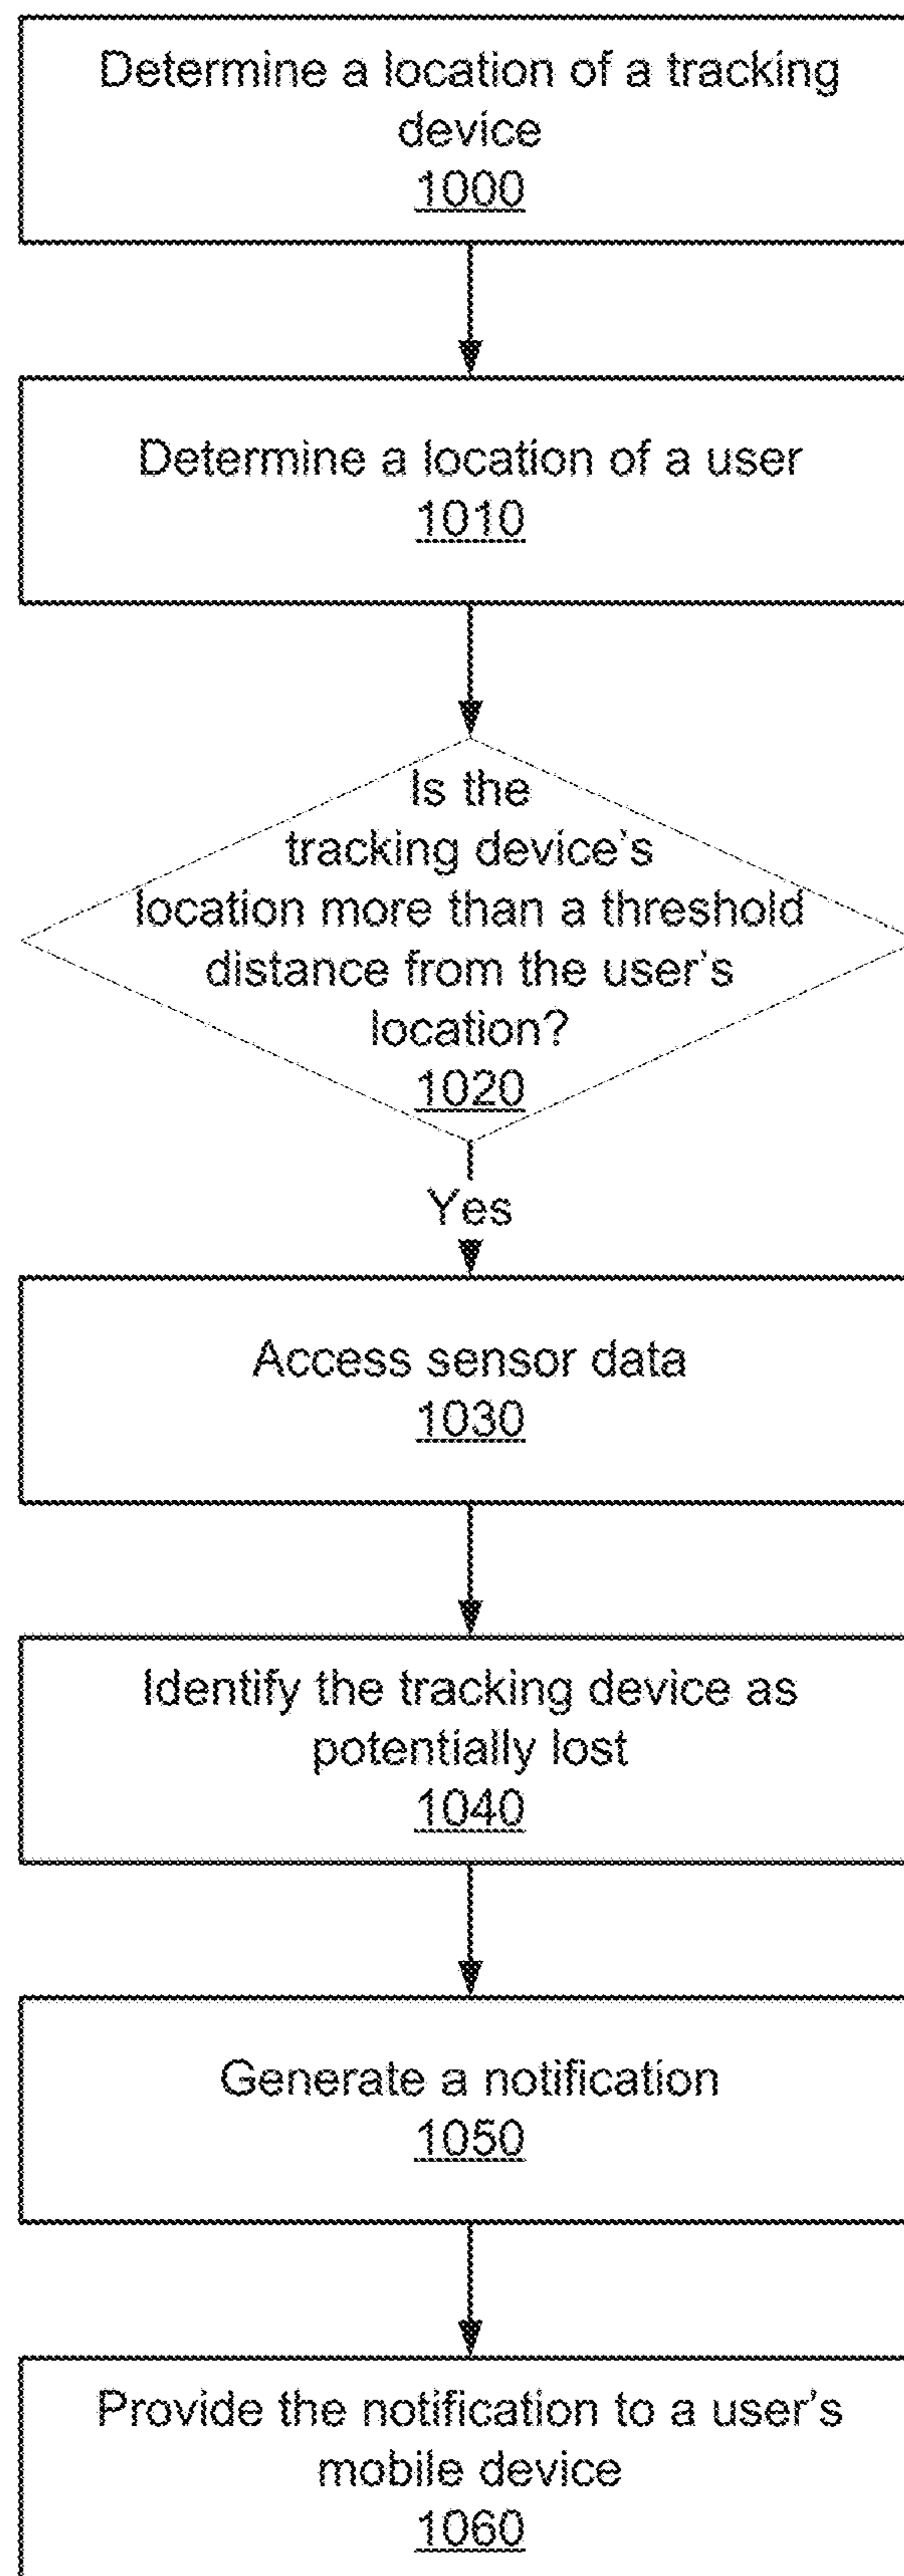 Determine a location of a tracking
device
1000
Determine a location of a user
1010
Is the
tracking device's
location more than a threshold
distance from the user's
location?
1020
Yes
Access sensor data
1030
Identify the tracking device as
potentially lost
1040
Generate a notification
1050
Provide the notification to a user's
mobile device
1060